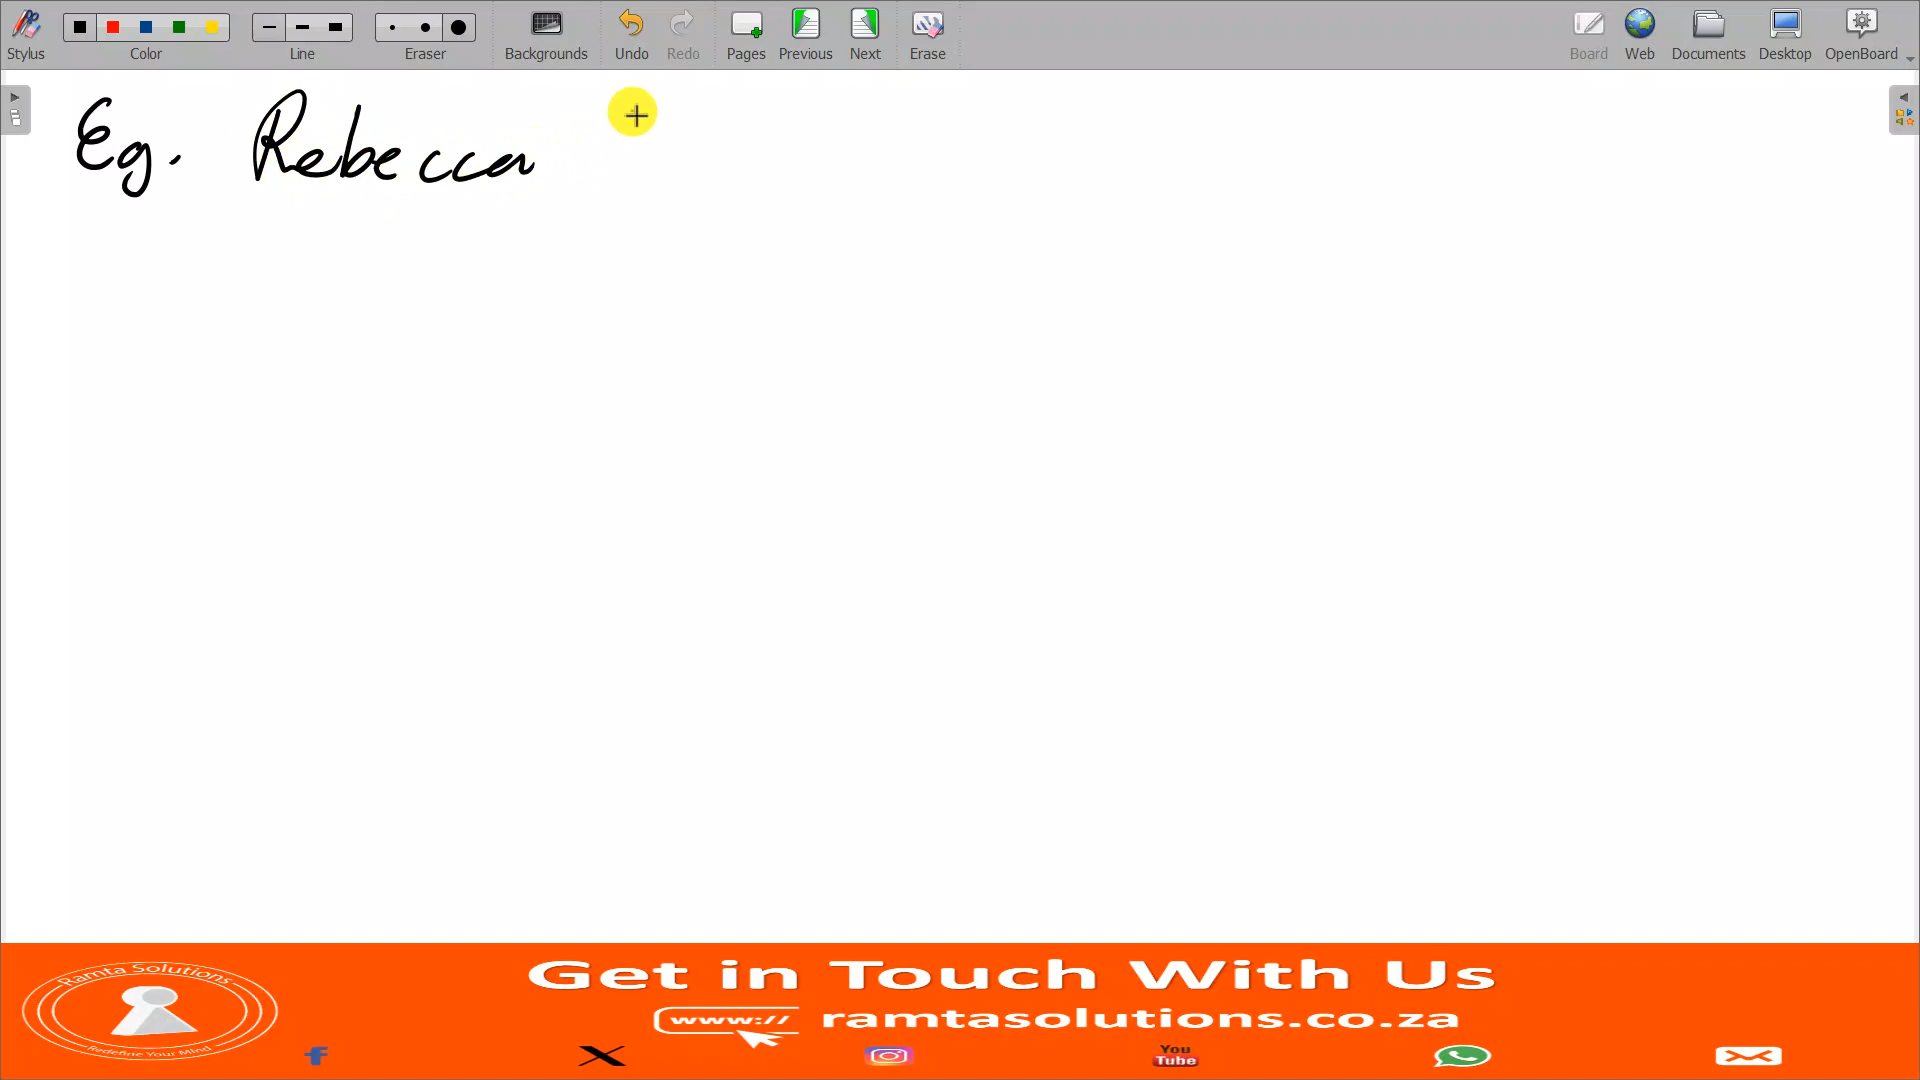 Stylus Color Line Eraser Backgrounds Undo Redo Pages Previous Next Erase Board Web Documents Desktop OpenBoard
Eg. Rebecca
Ramta Solutions
Redefine Your Mind
Get in Touch With Us
www:// ramtasolutions.co.za
You
Tube